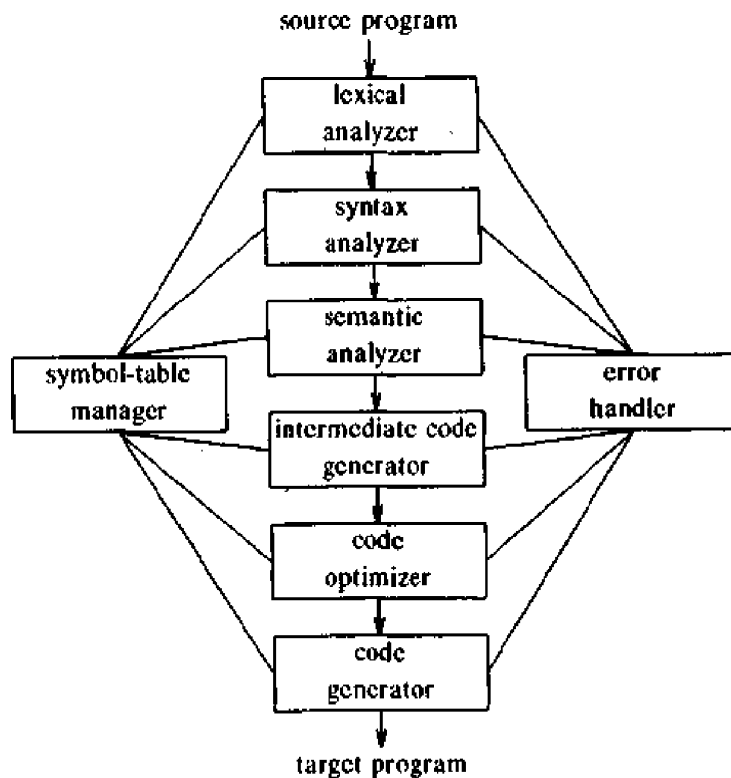 source program
lexical
analyzer
syntax
analyzer
semantic
analyzer
symbol-table
manager
error
handler
intermediate code
generator
code
optimizer
code
generator
target program